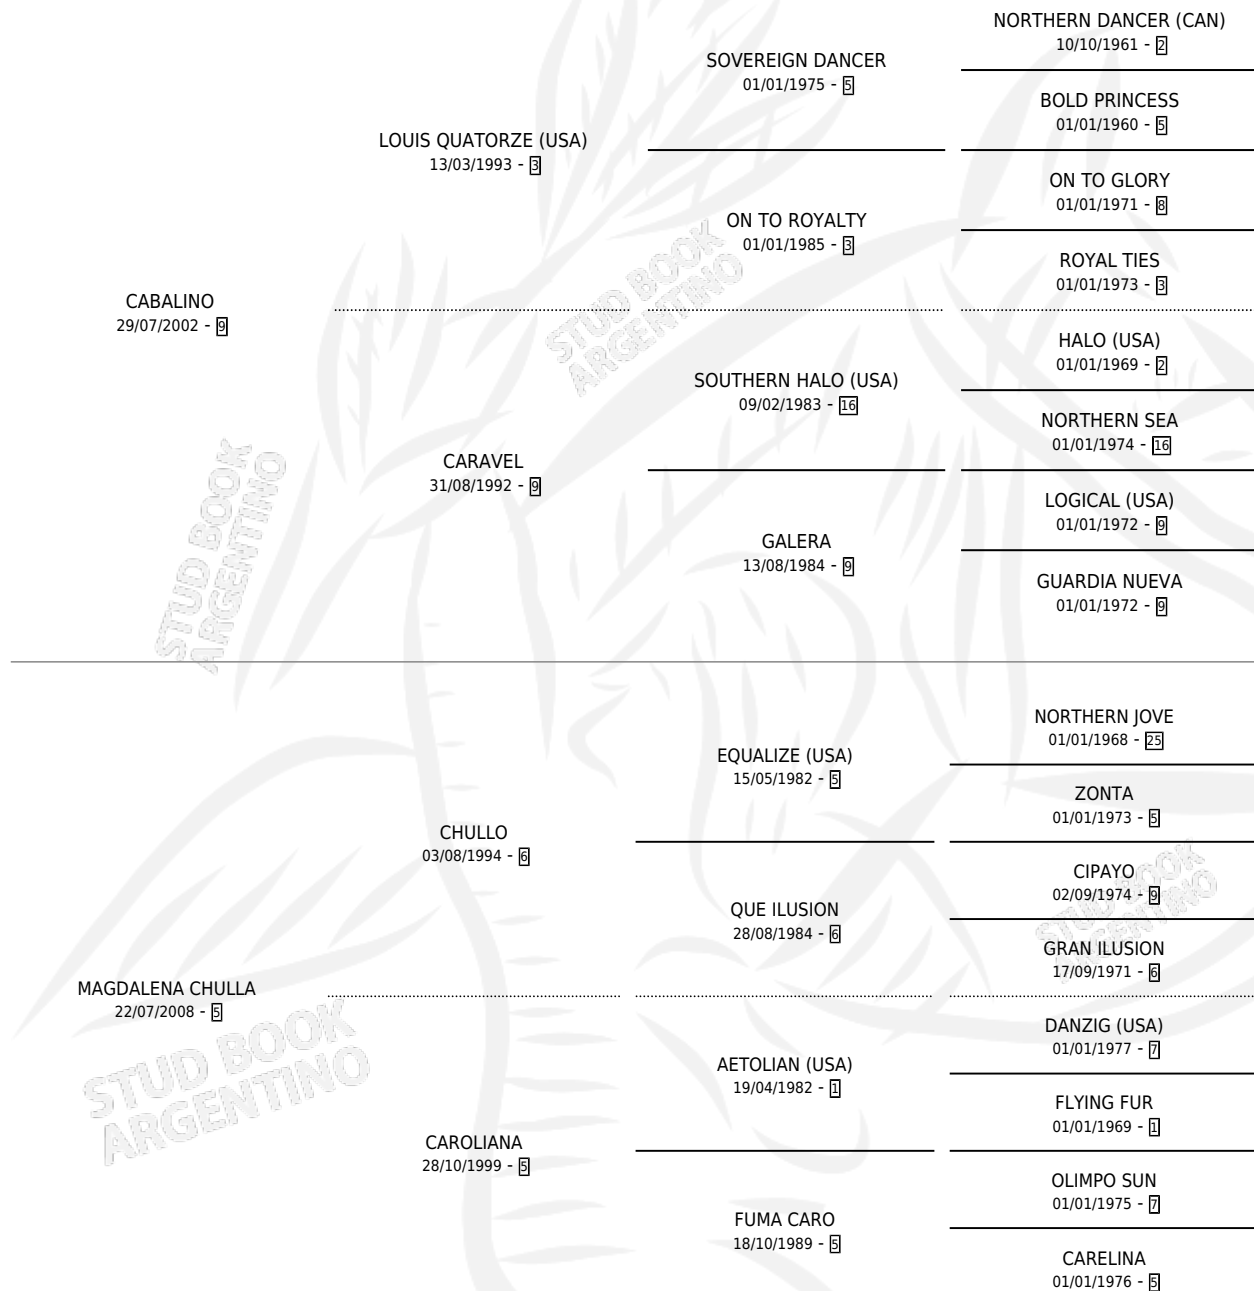 NORTHERN DANCER (CAN)
10/10/1961 - 2
SOVEREIGN DANCER
01/01/1975 - 5
BOLD PRINCESS
01/01/1960 - 5
LOUIS QUATORZE (USA)
13/03/1993 - 3
ON TO GLORY
01/01/1971 - 8
ON TO ROYALTY
01/01/1985 - 3
ROYAL TIES
01/01/1973 - 3
CABALINO
29/07/2002 - 9
STUD BOOK
ARGENTINO
HALO (USA)
01/01/1969 - 2
SOUTHERN HALO (USA)
09/02/1983 - 16
NORTHERN SEA
01/01/1974 - 16
CARAVEL
31/08/1992 - 9
LOGICAL (USA)
01/01/1972 - 9
GALERA
13/08/1984 - 9
GUARDIA NUEVA
01/01/1972 - 9
STUD BOOK
ARGENTINO
NORTHERN JOVE
01/01/1968 - 25
EQUALIZE (USA)
15/05/1982 - 5
ZONTA
01/01/1973 - 5
CHULLO
03/08/1994 - 6
CIPAYO
02/09/1974 - 9
STUD BOOK
ARGENTINO
QUE ILUSION
28/08/1984 - 6
GRAN ILUSION
17/09/1971 - 6
MAGDALENA CHULLA
22/07/2008 - 5
STUD BOOK
ARGENTINO
DANZIG (USA)
01/01/1977 - 7
AETOLIAN (USA)
19/04/1982 - 1
FLYING FUR
01/01/1969 - 1
CAROLIANA
28/10/1999 - 5
OLIMPO SUN
01/01/1975 - 7
FUMA CARO
18/10/1989 - 5
CARELINA
01/01/1976 - 5